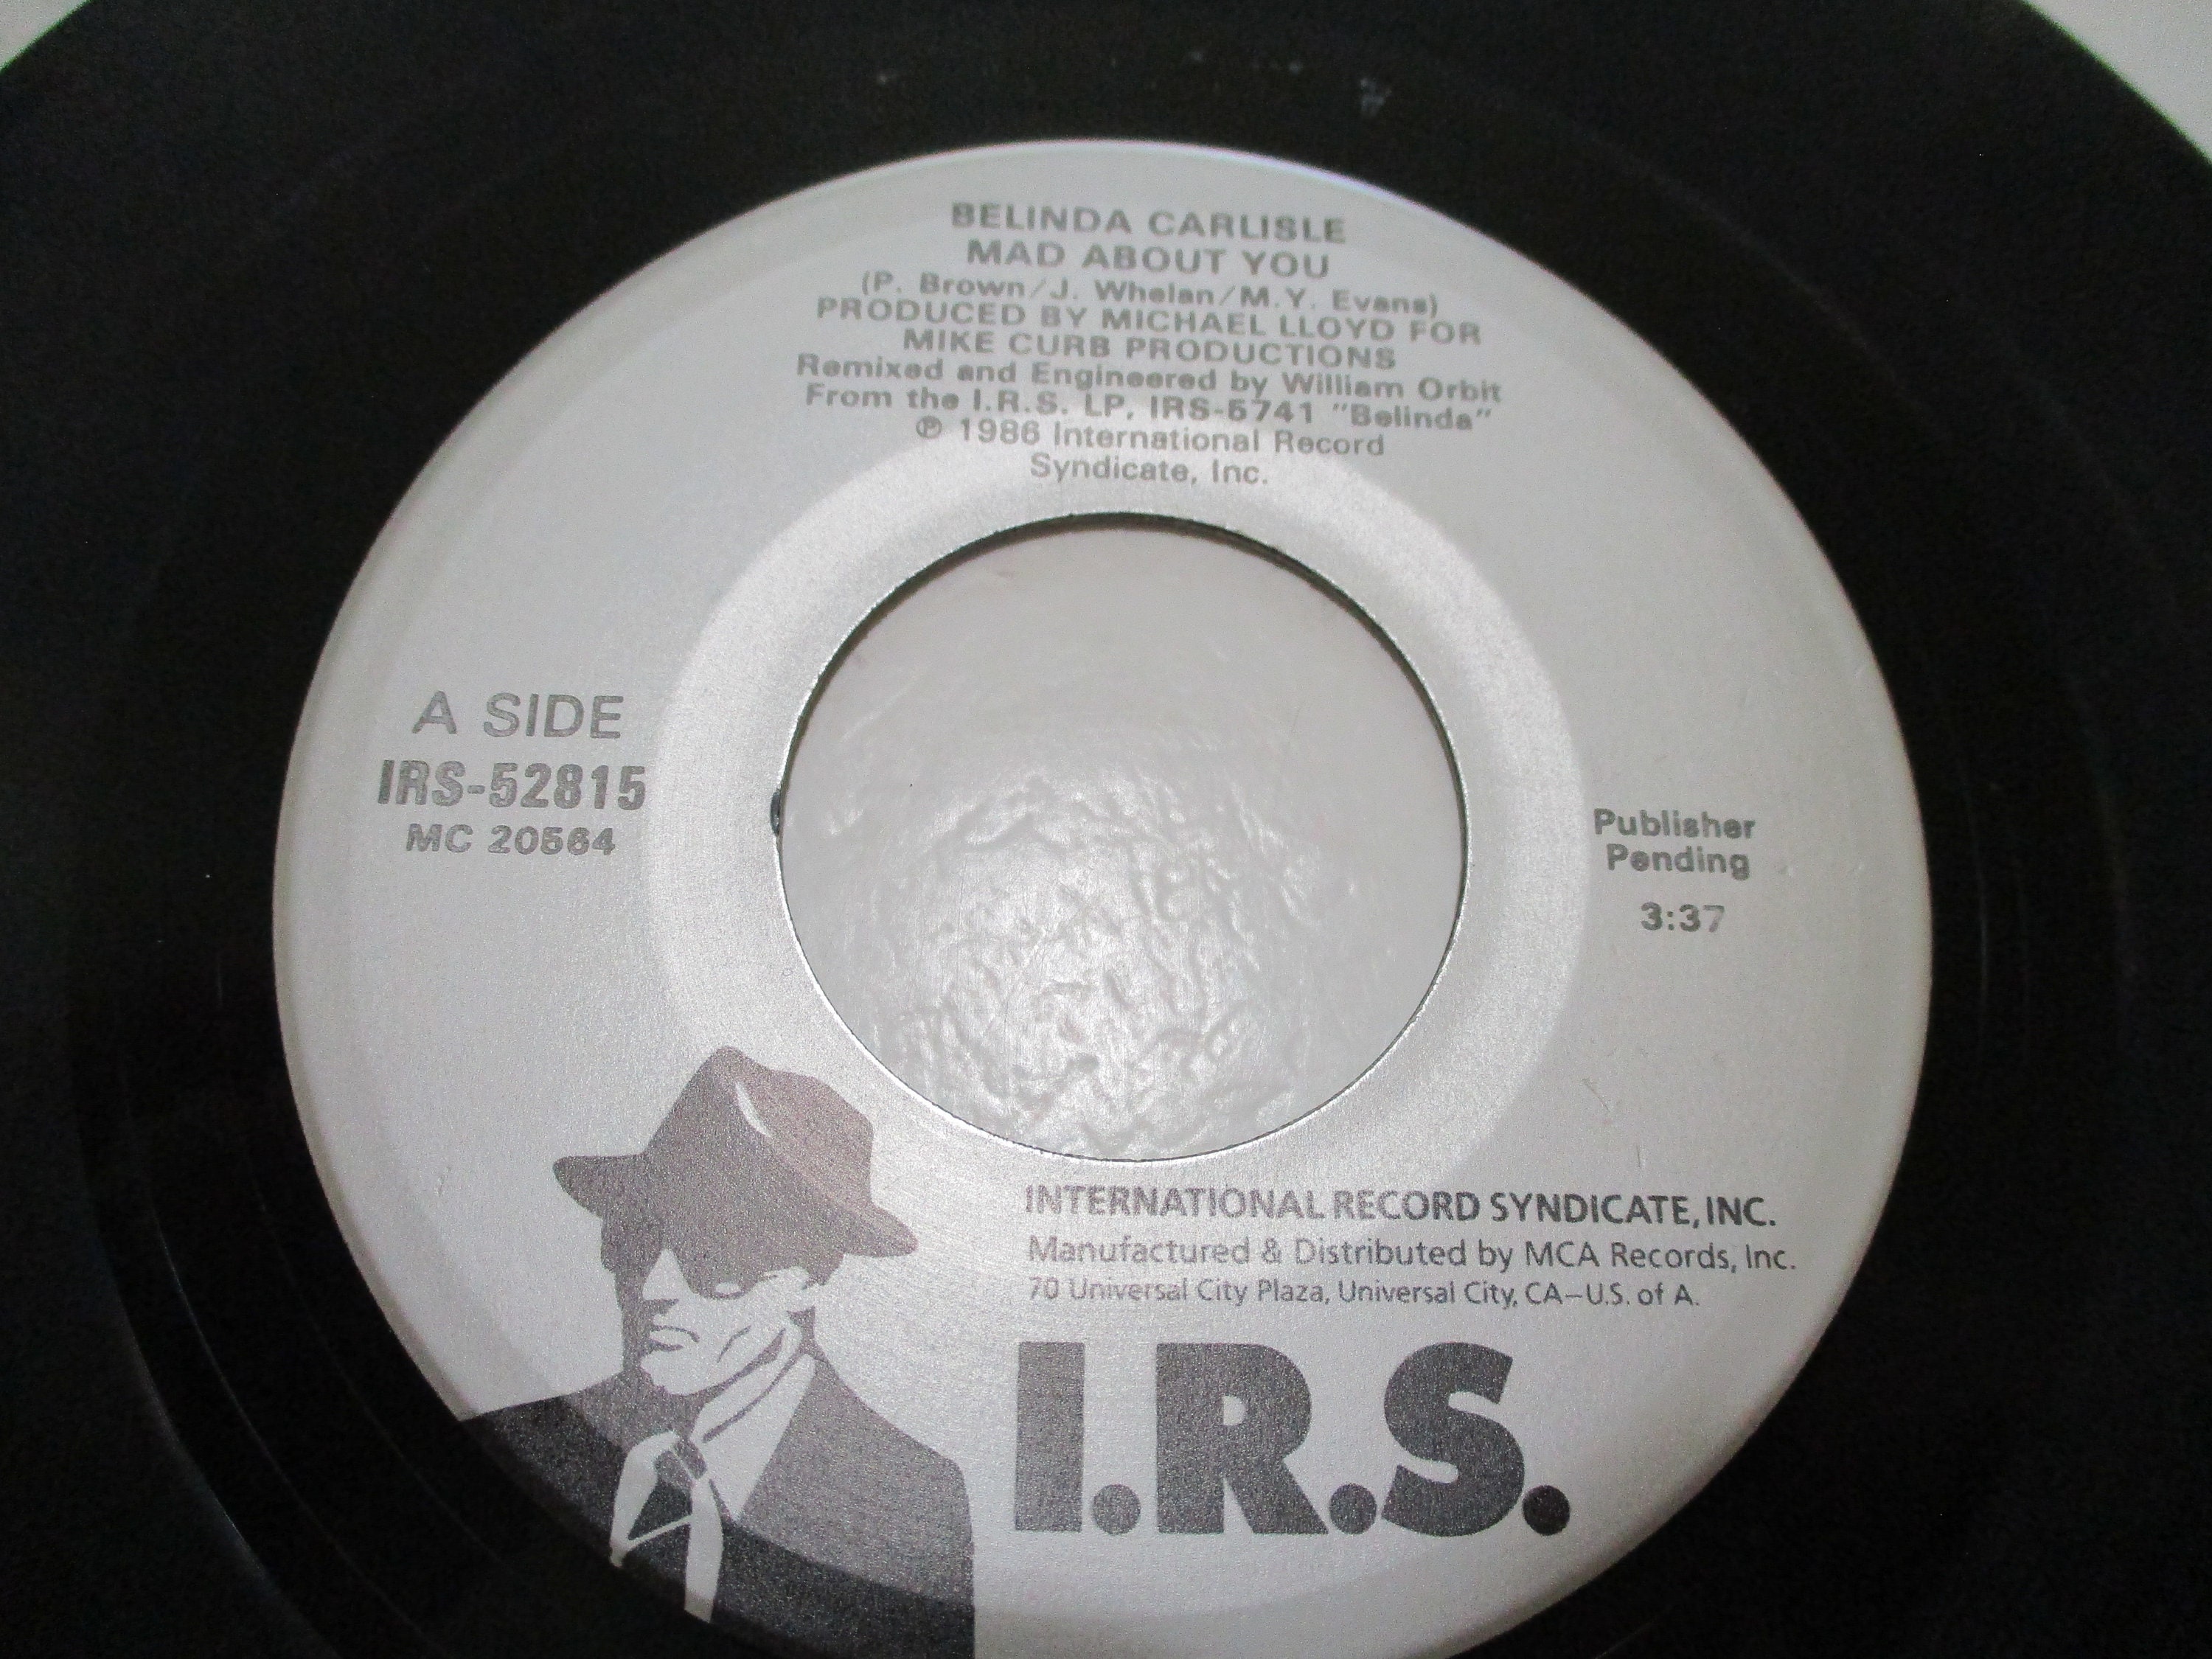 BELINDA CARLISLE
MAD ABOUT YOU
(P. Brown/J. Whelan/M.Y. Evans)
PRODUCED BY MICHAEL LLOYD FOR
MIKE CURB PRODUCTIONS
Remixed and Engineered by William Orbit
From the I.R.S. LP, IRS-5741 "Belinda"
℗ 1986 International Record
Syndicate, Inc.
A SIDE
IRS-52815
MC 20564
Publisher
Pending
3:37
INTERNATIONAL RECORD SYNDICATE, INC.
Manufactured & Distributed by MCA Records, Inc.
70 Universal City Plaza, Universal City, CA–U.S. of A.
I.R.S.